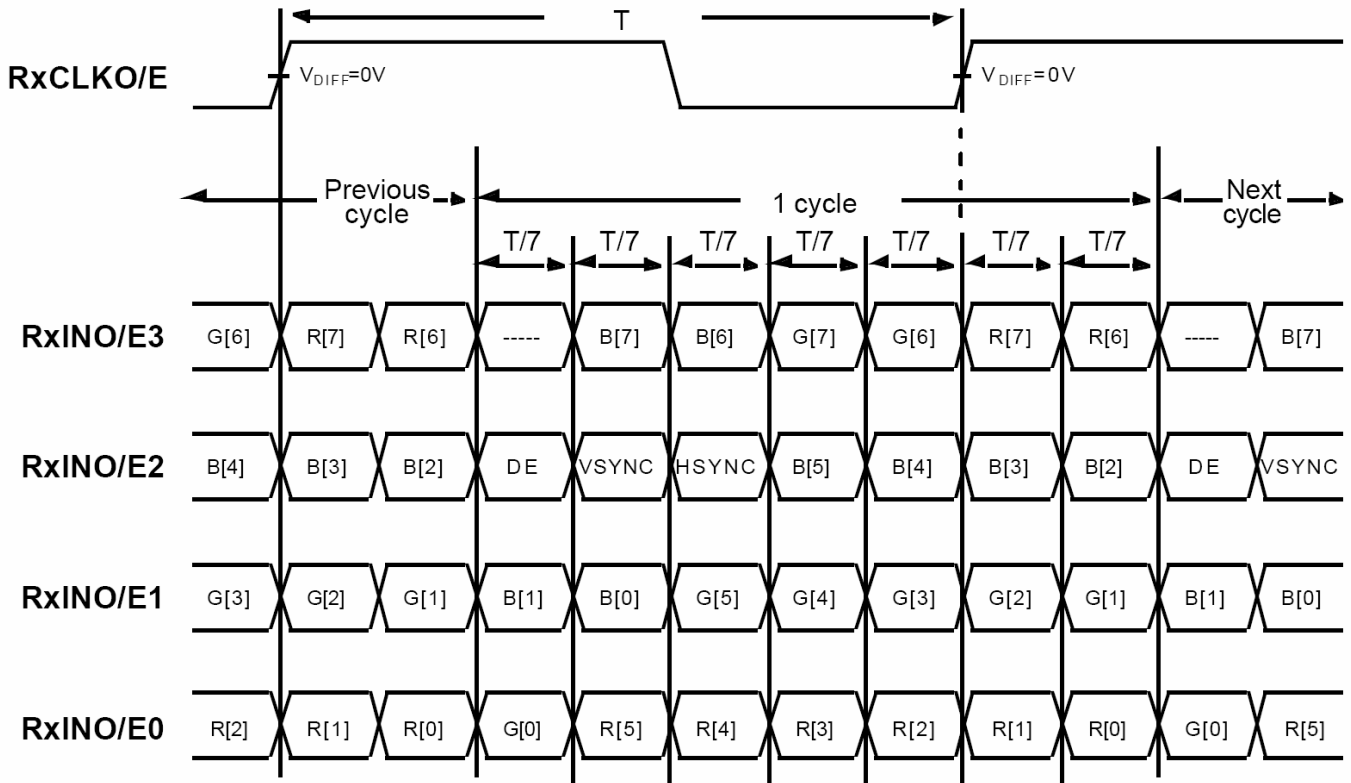 T
RxCLKO/E
VDIFF=0V
VDIFF=0V
Previous cycle
1 cycle
Next cycle
T/7 T/7 T/7 T/7 T/7 T/7 T/7
RxINO/E3 G[6] R[7] R[6] ----- B[7] B[6] G[7] G[6] R[7] R[6] ----- B[7]
RxINO/E2 B[4] B[3] B[2] DE VSYNC HSYNC B[5] B[4] B[3] B[2] DE VSYNC
RxINO/E1 G[3] G[2] G[1] B[1] B[0] G[5] G[4] G[3] G[2] G[1] B[1] B[0]
RxINO/E0 R[2] R[1] R[0] G[0] R[5] R[4] R[3] R[2] R[1] R[0] G[0] R[5]